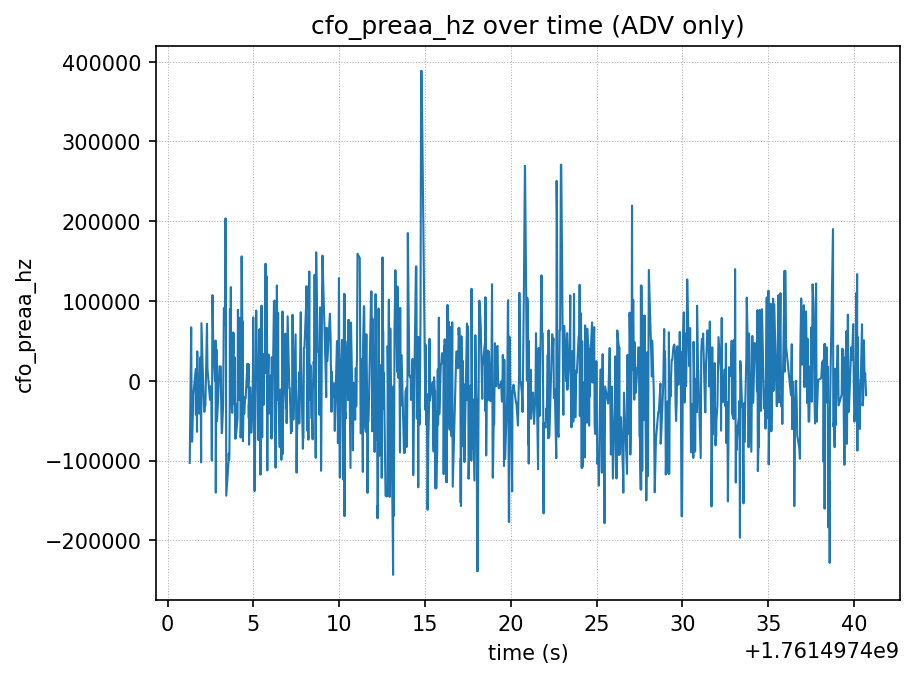 cfo_preaa_hz over time (ADV only)
400000
300000
200000
100000
0
−100000
−200000
cfo_preaa_hz
0 5 10 15 20 25 30 35 40
time (s)
+1.7614974e9